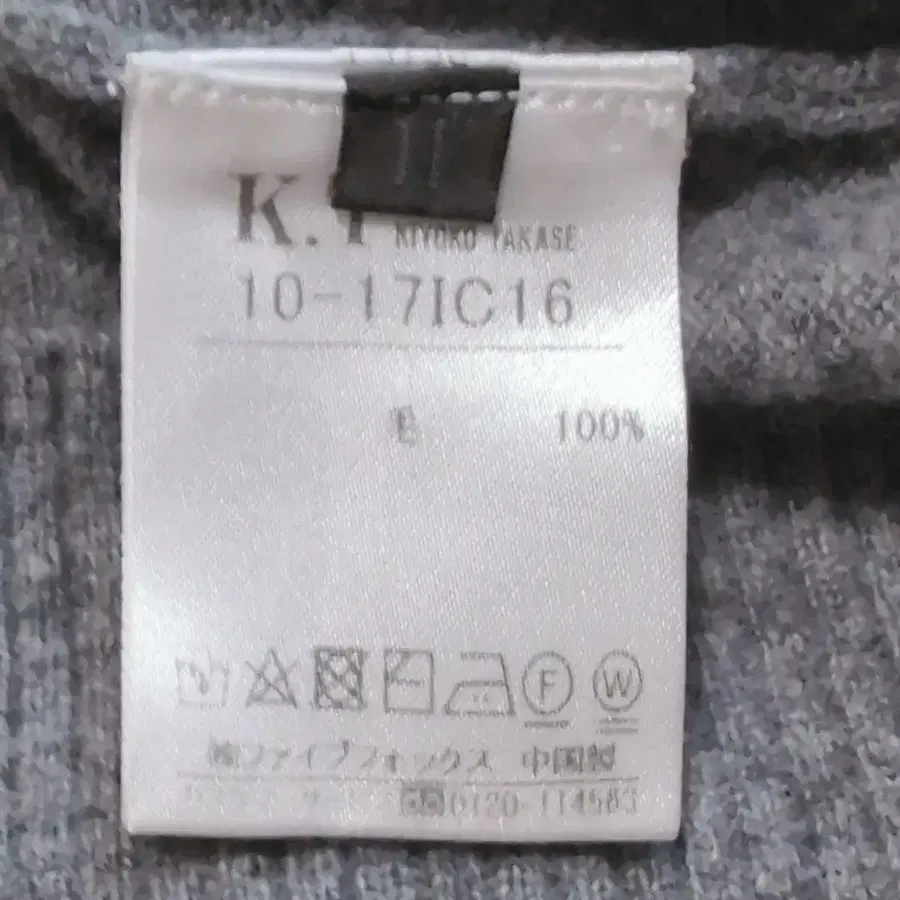 11
K.T KIYOKO TAKASE
10-17IC16
毛 100%
F W
㈱ファイブフォックス 中国製
0120-114563